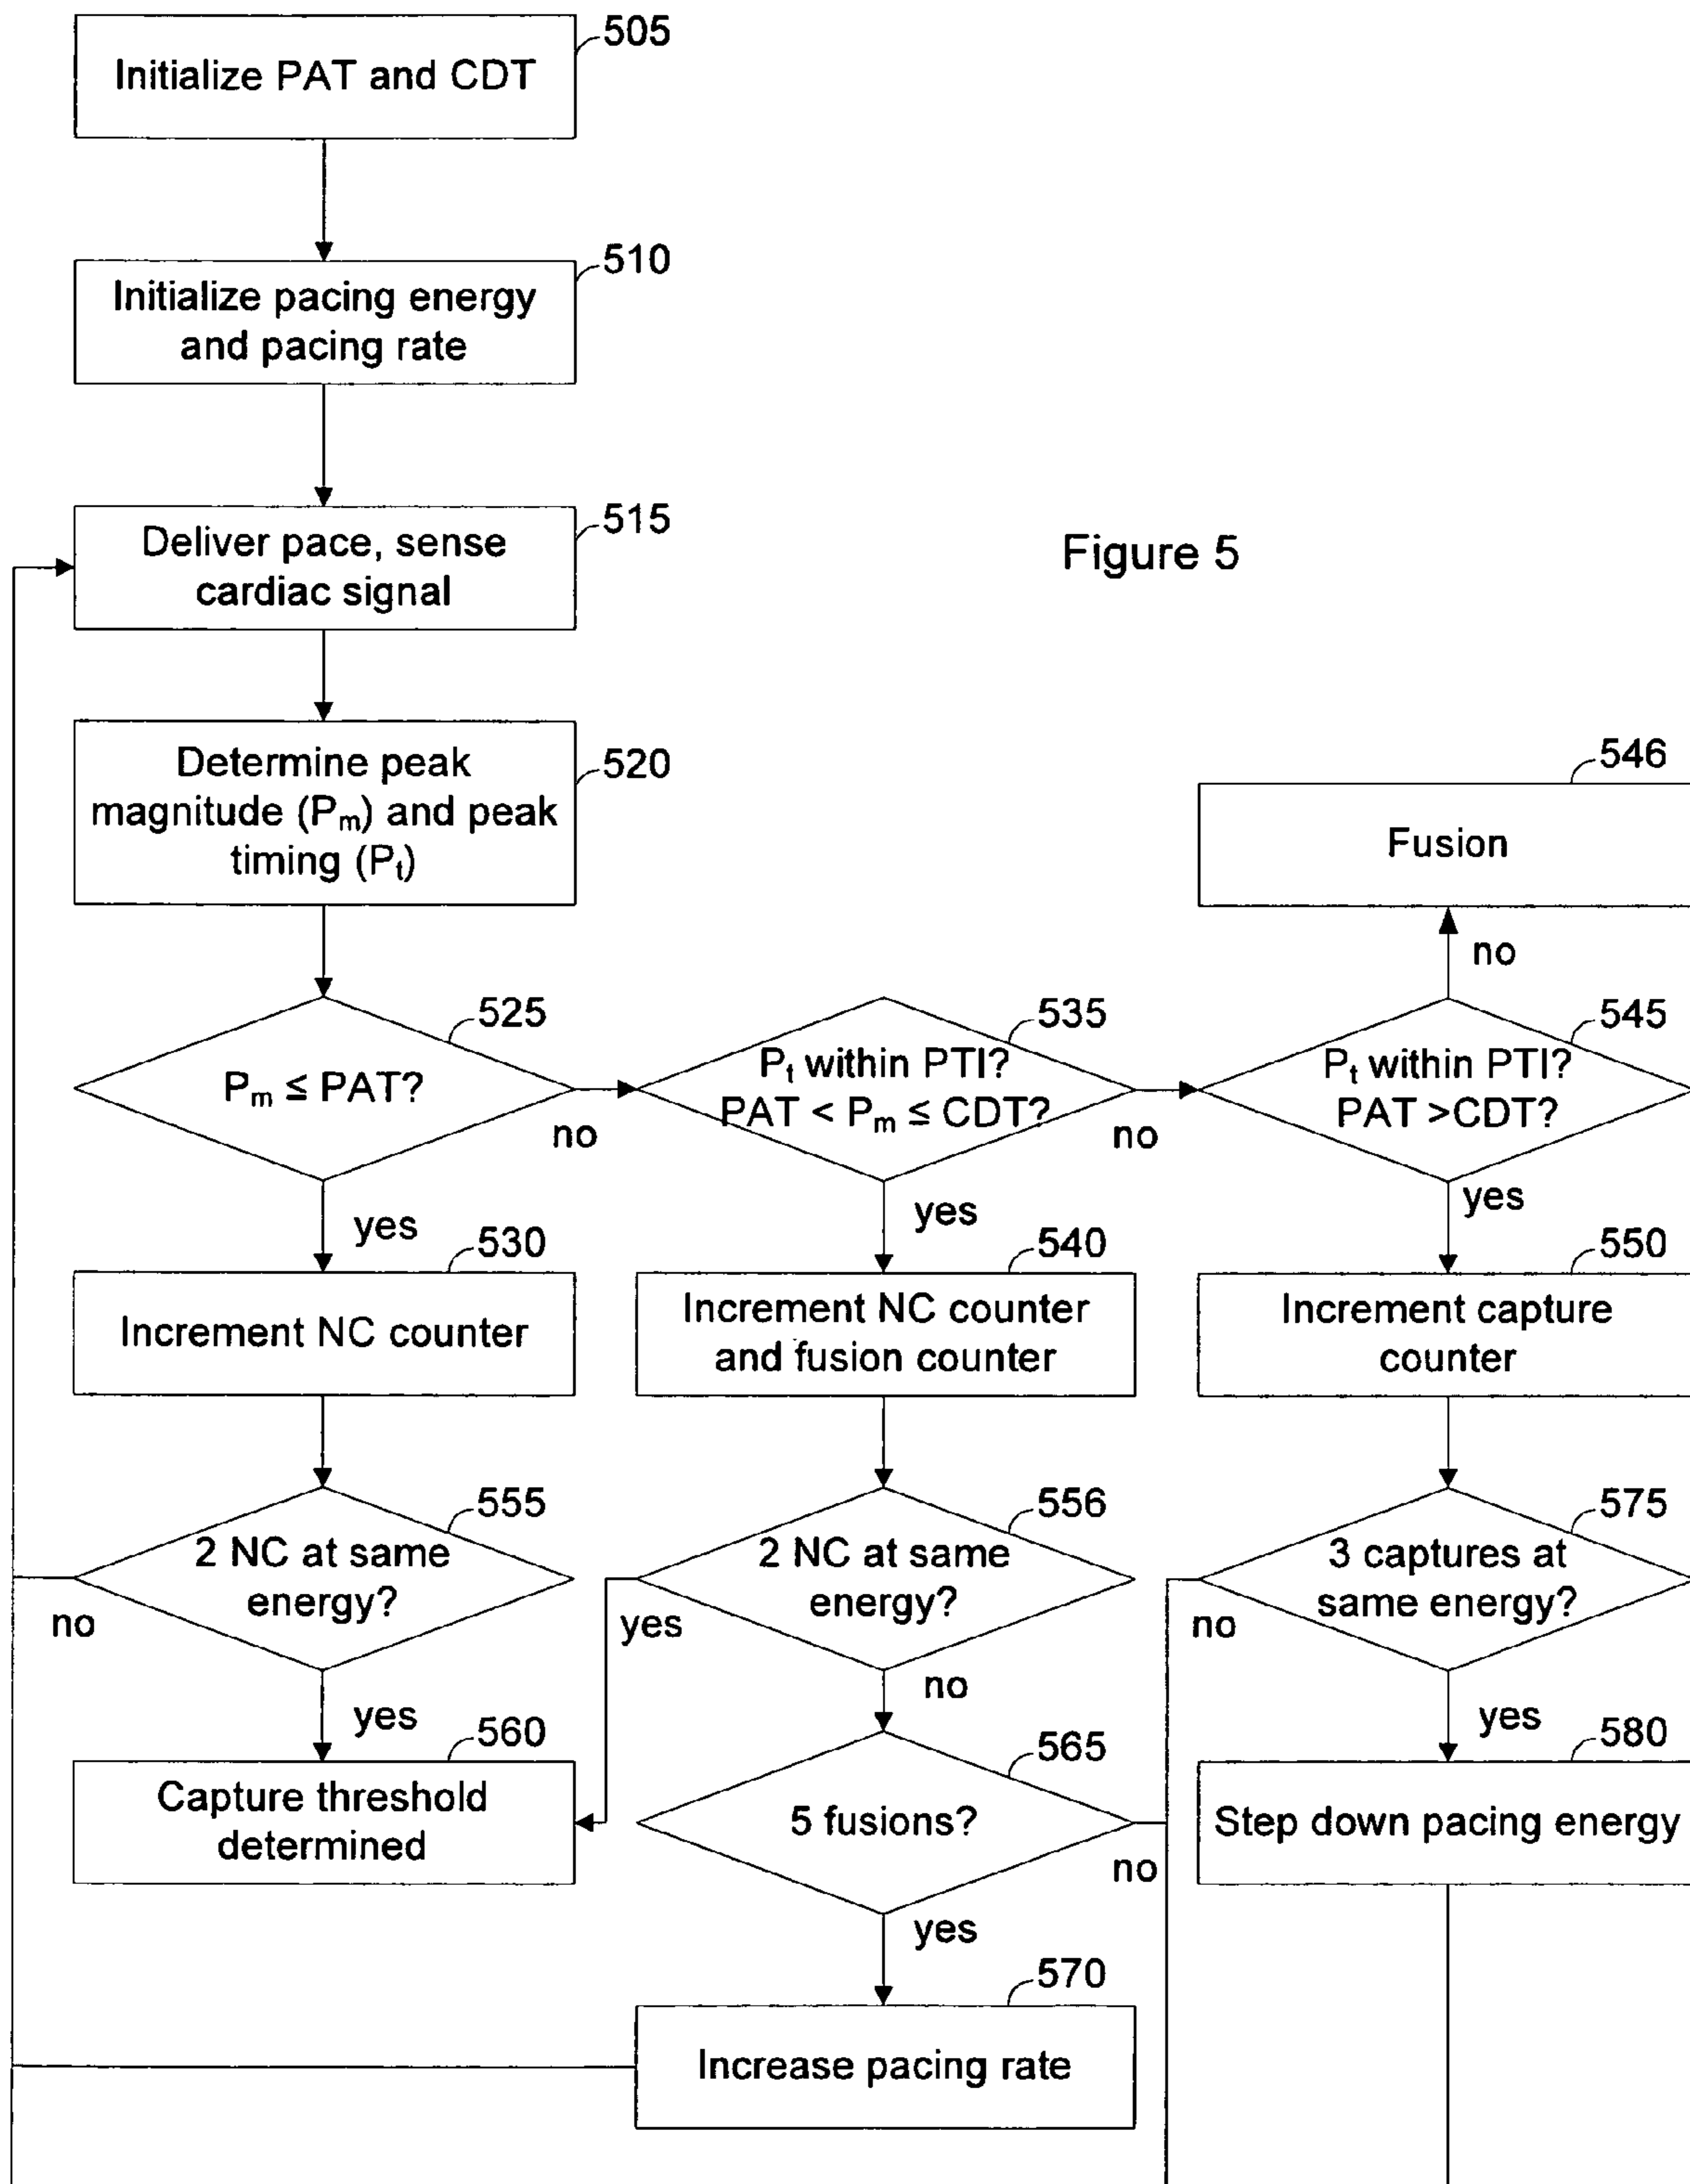 505
Initialize PAT and CDT
510
Initialize pacing energy
and pacing rate
515
Deliver pace, sense
cardiac signal
Figure 5
520
Determine peak
magnitude (Pm) and peak
timing (Pt)
546
Fusion
no
525
Pm ≤ PAT?
no
yes
535
Pt within PTI?
PAT < Pm ≤ CDT?
no
yes
545
Pt within PTI?
PAT >CDT?
yes
530
Increment NC counter
540
Increment NC counter
and fusion counter
550
Increment capture
counter
555
2 NC at same
energy?
no
yes
556
2 NC at same
energy?
yes
no
575
3 captures at
same energy?
no
yes
560
Capture threshold
determined
565
5 fusions?
no
yes
580
Step down pacing energy
570
Increase pacing rate